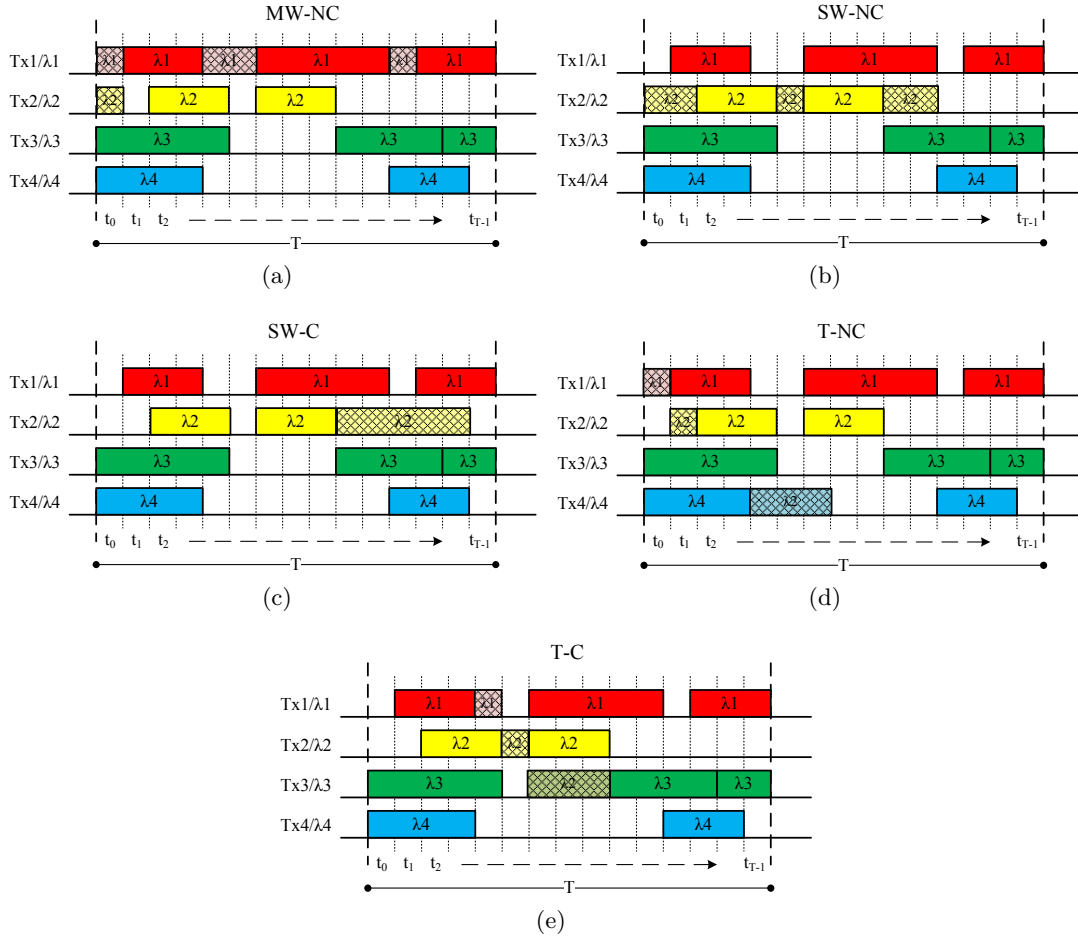 MW-NC
Tx1/λ1 λ1 λ1 λ1 λ1 λ1 λ1
Tx2/λ2 λ2 λ2 λ2
Tx3/λ3 λ3 λ3 λ3
Tx4/λ4 λ4 λ4
t0 t1 t2 tT-1
T
(a)
SW-NC
Tx1/λ1 λ1 λ1 λ1
Tx2/λ2 λ2 λ2 λ2 λ2 λ2
Tx3/λ3 λ3 λ3 λ3
Tx4/λ4 λ4 λ4
t0 t1 t2 tT-1
T
(b)
SW-C
Tx1/λ1 λ1 λ1 λ1
Tx2/λ2 λ2 λ2 λ2
Tx3/λ3 λ3 λ3 λ3
Tx4/λ4 λ4 λ4
t0 t1 t2 tT-1
T
(c)
T-NC
Tx1/λ1 λ1 λ1 λ1 λ1
Tx2/λ2 λ2 λ2 λ2
Tx3/λ3 λ3 λ3 λ3
Tx4/λ4 λ4 λ2 λ4
t0 t1 t2 tT-1
T
(d)
T-C
Tx1/λ1 λ1 λ1 λ1 λ1
Tx2/λ2 λ2 λ2 λ2
Tx3/λ3 λ3 λ2 λ3 λ3
Tx4/λ4 λ4 λ4
t0 t1 t2 tT-1
T
(e)